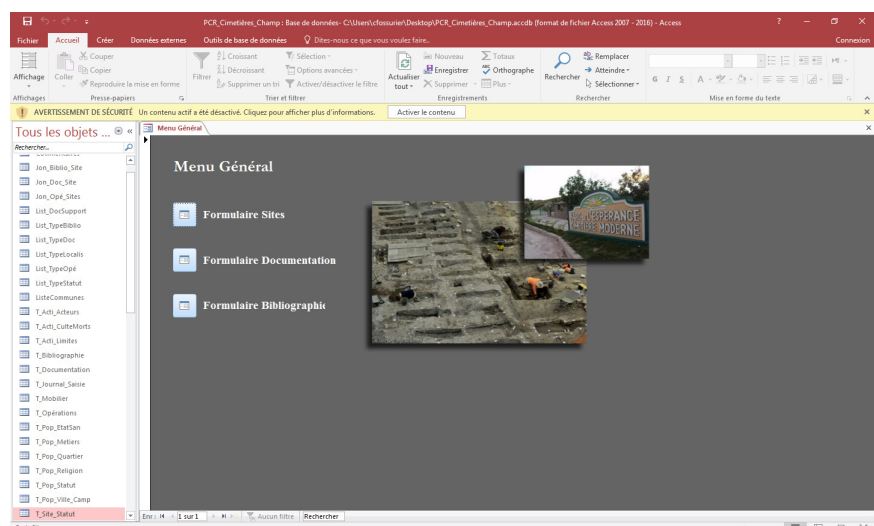 PCR_Cimetières_Champ : Base de données- C:\Users\cfossurier\Desktop\PCR_Cimetières_Champ.accdb (format de fichier Access 2007 - 2016) - Access
Fichier Accueil Créer Données externes Outils de base de données Dites-nous ce que vous voulez faire... Connexion
Affichage
Coller
Couper
Copier
Reproduire la mise en forme
Filtrer
Croissant
Décroissant
Supprimer un tri
Sélection
Options avancées
Activer/désactiver le filtre
Actualiser tout
Nouveau
Enregistrer
Supprimer
Totaux
Orthographe
Plus
Rechercher
Remplacer
Atteindre
Sélectionner
G I S
Affichages Presse-papiers Trier et filtrer Enregistrements Rechercher Mise en forme du texte
AVERTISSEMENT DE SÉCURITÉ Un contenu actif a été désactivé. Cliquez pour afficher plus d'informations. Activer le contenu
Tous les objets ...
Rechercher...
Jon_Biblio_Site
Jon_Doc_Site
Jon_Opé_Sites
List_DocSupport
List_TypeBiblio
List_TypeDoc
List_TypeLocalis
List_TypeOpé
List_TypeStatut
ListeCommunes
T_Acti_Acteurs
T_Acti_CulteMorts
T_Acti_Limites
T_Bibliographie
T_Documentation
T_Journal_Saisie
T_Mobilier
T_Opérations
T_Pop_EtatSan
T_Pop_Metiers
T_Pop_Quartier
T_Pop_Religion
T_Pop_Statut
T_Pop_Ville_Camp
T_Site_Statut
Menu Général
Menu Général
Formulaire Sites
Formulaire Documentation
Formulaire Bibliographie
L'ESPERANCE
CIMETIERE MODERNE
Enr : 1 sur 1 Aucun filtre Rechercher